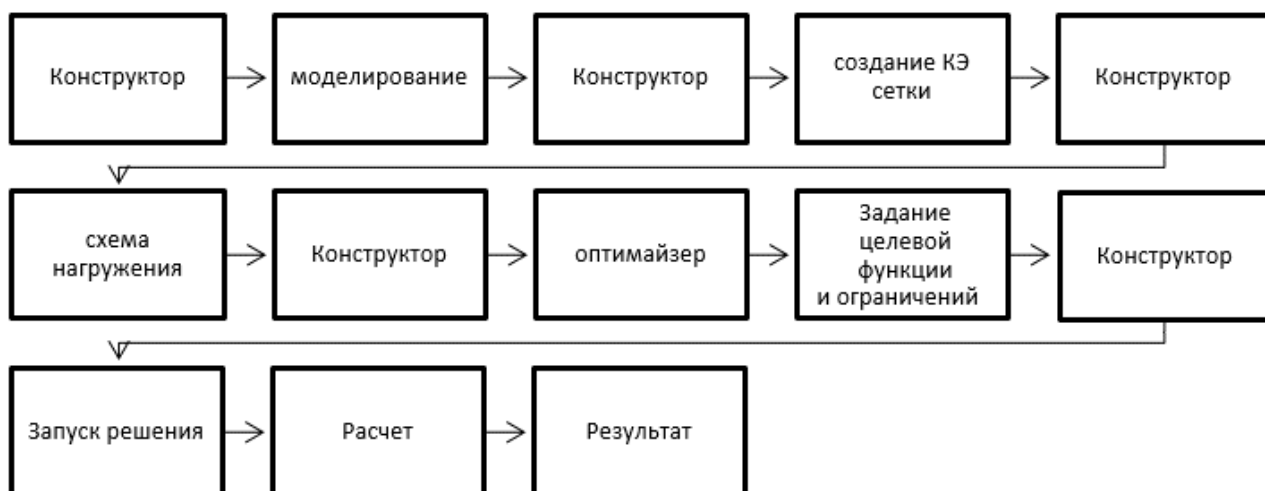 Конструктор
моделирование
Конструктор
создание КЭ
сетки
Конструктор
схема
нагружения
Конструктор
оптимайзер
Задание
целевой
функции
и ограничений
Конструктор
Запуск решения
Расчет
Результат